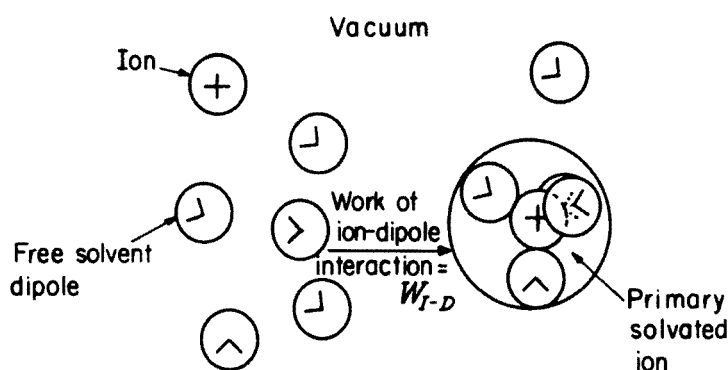 Vacuum
Ion
+
Work of
ion-dipole
interaction =
W_{I-D}
+
Free solvent
dipole
Primary
solvated
ion